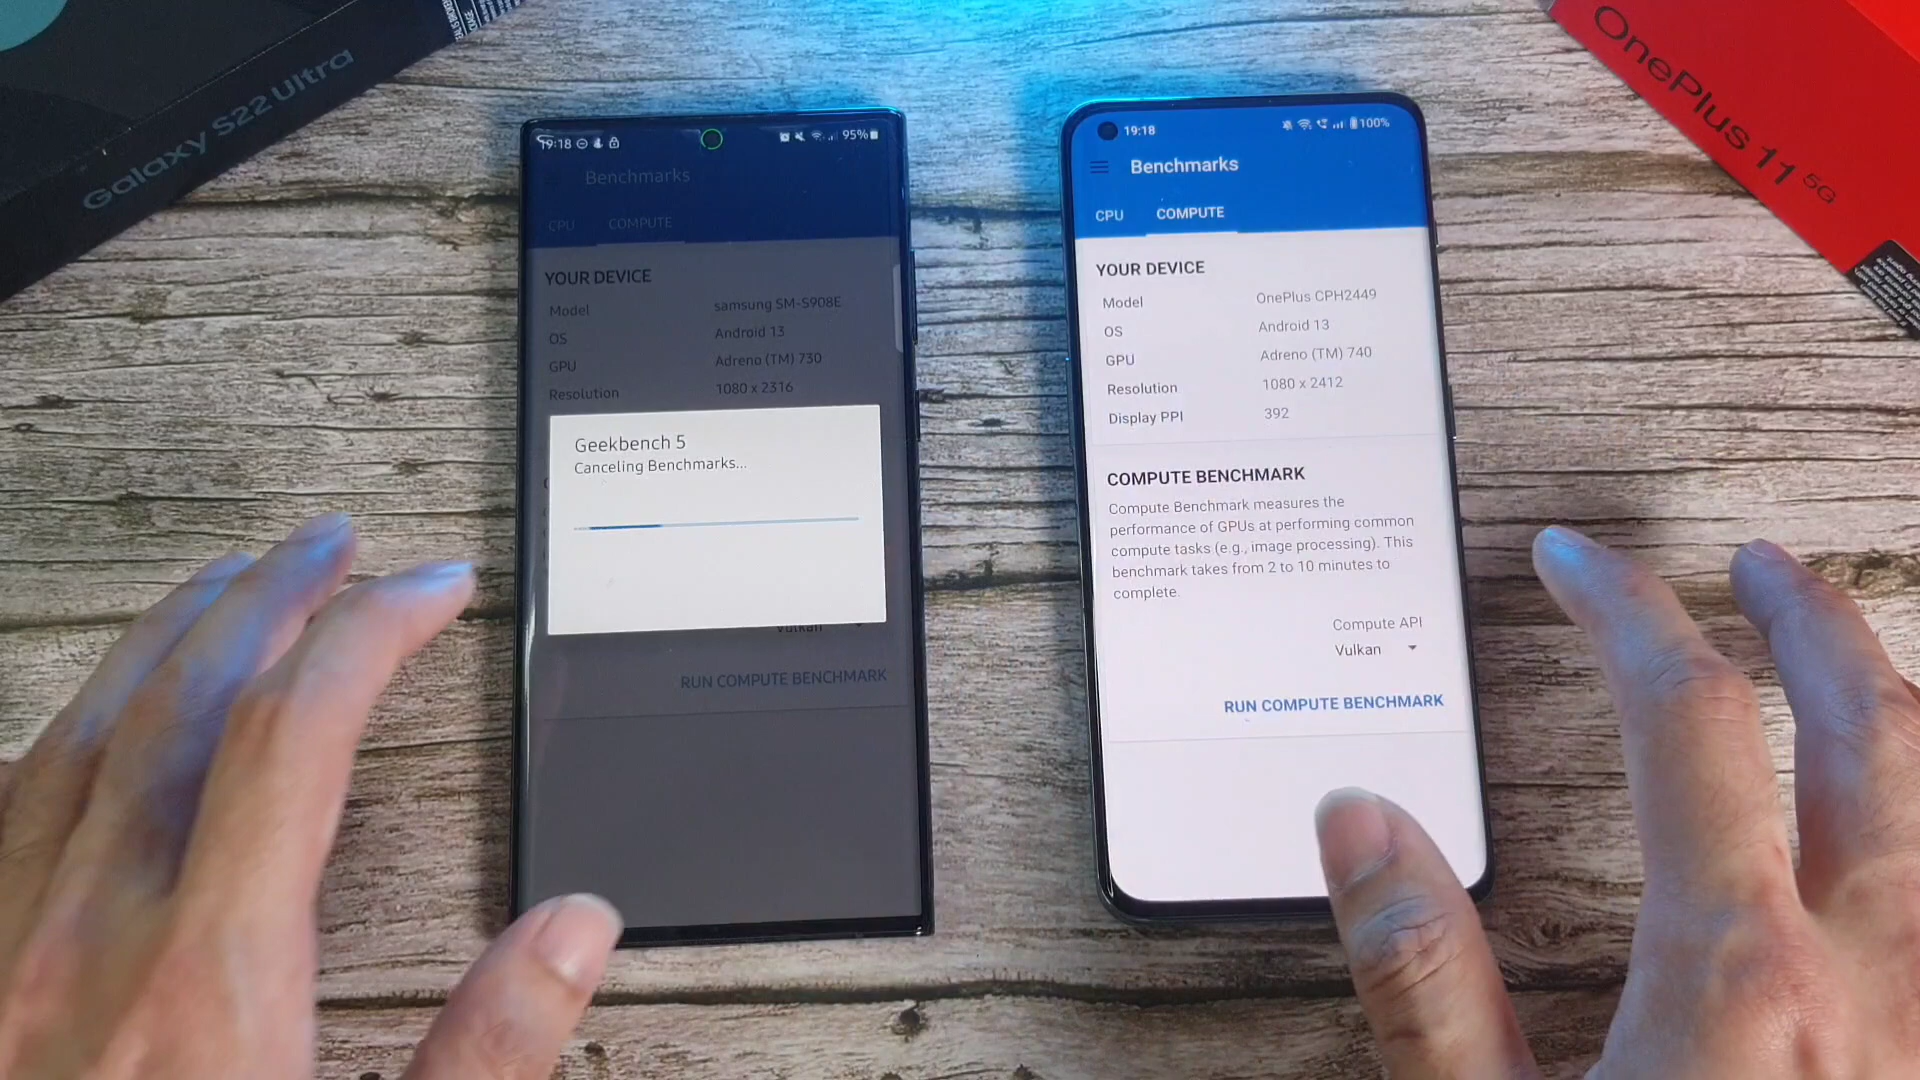 Galaxy S22 Ultra
OnePlus 11 5G
19:18
95%
Benchmarks
CPU COMPUTE
YOUR DEVICE
Model samsung SM-S908E
OS Android 13
GPU Adreno (TM) 730
Resolution 1080 x 2316
Geekbench 5
Canceling Benchmarks...
Vulkan
RUN COMPUTE BENCHMARK
19:18
100%
Benchmarks
CPU COMPUTE
YOUR DEVICE
Model OnePlus CPH2449
OS Android 13
GPU Adreno (TM) 740
Resolution 1080 x 2412
Display PPI 392
COMPUTE BENCHMARK
Compute Benchmark measures the
performance of GPUs at performing common
compute tasks (e.g., image processing). This
benchmark takes from 2 to 10 minutes to
complete.
Compute API
Vulkan
RUN COMPUTE BENCHMARK